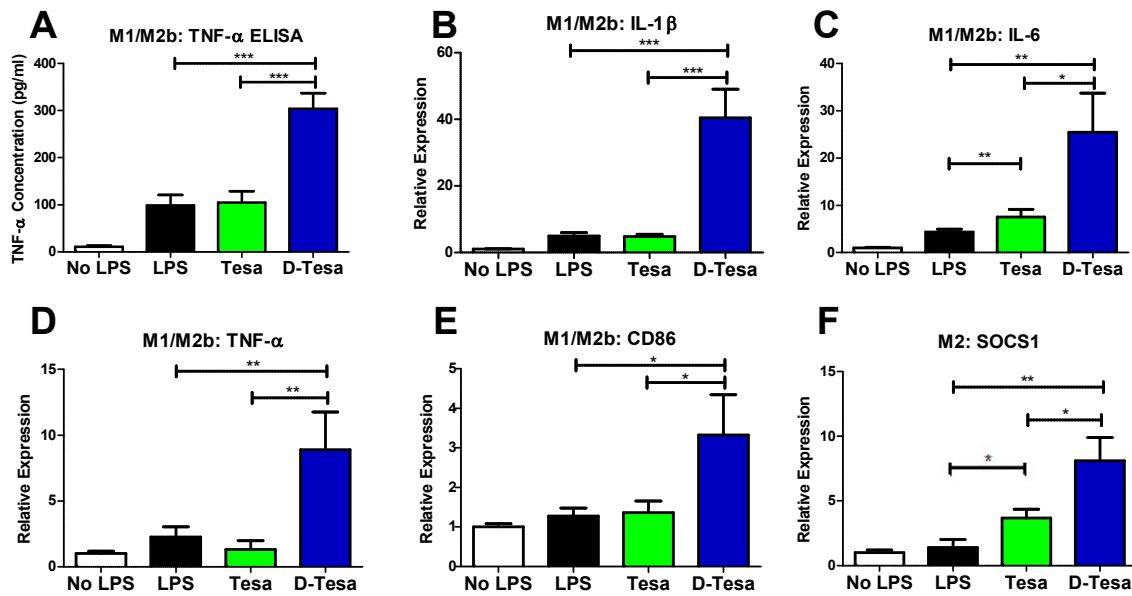 A
M1/M2b: TNF-α ELISA
TNF-α Concentration (pg/ml)
400
300
200
100
0
***
***
No LPS LPS Tesa D-Tesa
B
M1/M2b: IL-1β
Relative Expression
60
40
20
0
***
***
No LPS LPS Tesa D-Tesa
C
M1/M2b: IL-6
Relative Expression
40
30
20
10
0
**
*
**
No LPS LPS Tesa D-Tesa
D
M1/M2b: TNF-α
Relative Expression
15
10
5
0
**
**
No LPS LPS Tesa D-Tesa
E
M1/M2b: CD86
Relative Expression
5
4
3
2
1
0
*
*
No LPS LPS Tesa D-Tesa
F
M2: SOCS1
Relative Expression
15
10
5
0
**
*
*
No LPS LPS Tesa D-Tesa